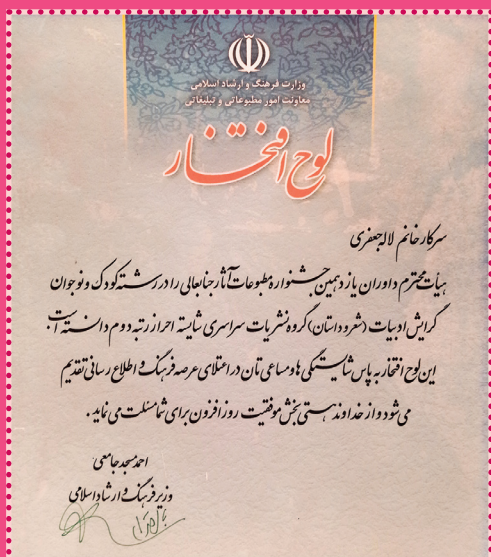 وزارت فرهنگ و ارشاد اسلامی
معاونت امور مطبوعاتی و تبلیغاتی
لوح افتخار
سرکار خانم لاله جعفری
هیأت محترم داوران یازدهمین جشنواره مطبوعات آثار جنابعالی را در رشته کودک و نوجوان
گرایش ادبیات (شعر و داستان) گروه نشریات سراسری شایسته احراز رتبه دوم دانسته است
این لوح افتخار به پاس شایستگی ها و مساعی تان در اعتلای عرصه فرهنگ و اطلاع رسانی تقدیم
می شود و از خداوند هستی بخش موفقیت روز افزون برای شما مسئلت می نماید.
احمد مسجد جامعی
وزیر فرهنگ و ارشاد اسلامی